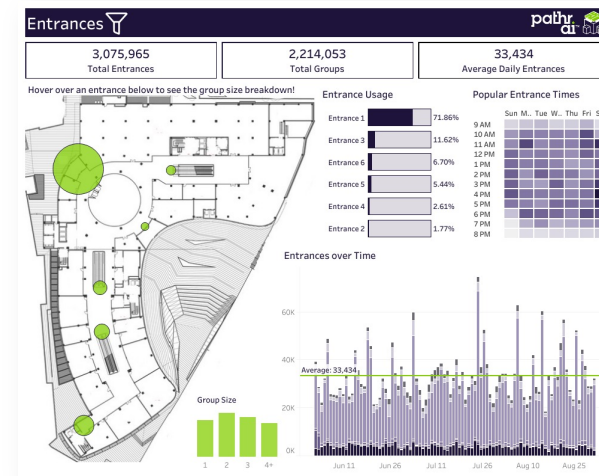 Entrances
pathr.
ai
3,075,965
Total Entrances
2,214,053
Total Groups
33,434
Average Daily Entrances
Hover over an entrance below to see the group size breakdown!
Entrance Usage
Entrance 1 71.86%
Entrance 3 11.62%
Entrance 6 6.70%
Entrance 5 5.44%
Entrance 4 2.61%
Entrance 2 1.77%
Popular Entrance Times
Sun M.. Tue W.. Thu Fri S
9 AM
10 AM
11 AM
12 PM
1 PM
2 PM
3 PM
4 PM
5 PM
6 PM
7 PM
8 PM
Entrances over Time
60K
40K
Average: 33,434
20K
0K
Jun 11 Jun 26 Jul 11 Jul 26 Aug 10 Aug 25
Group Size
1 2 3 4+